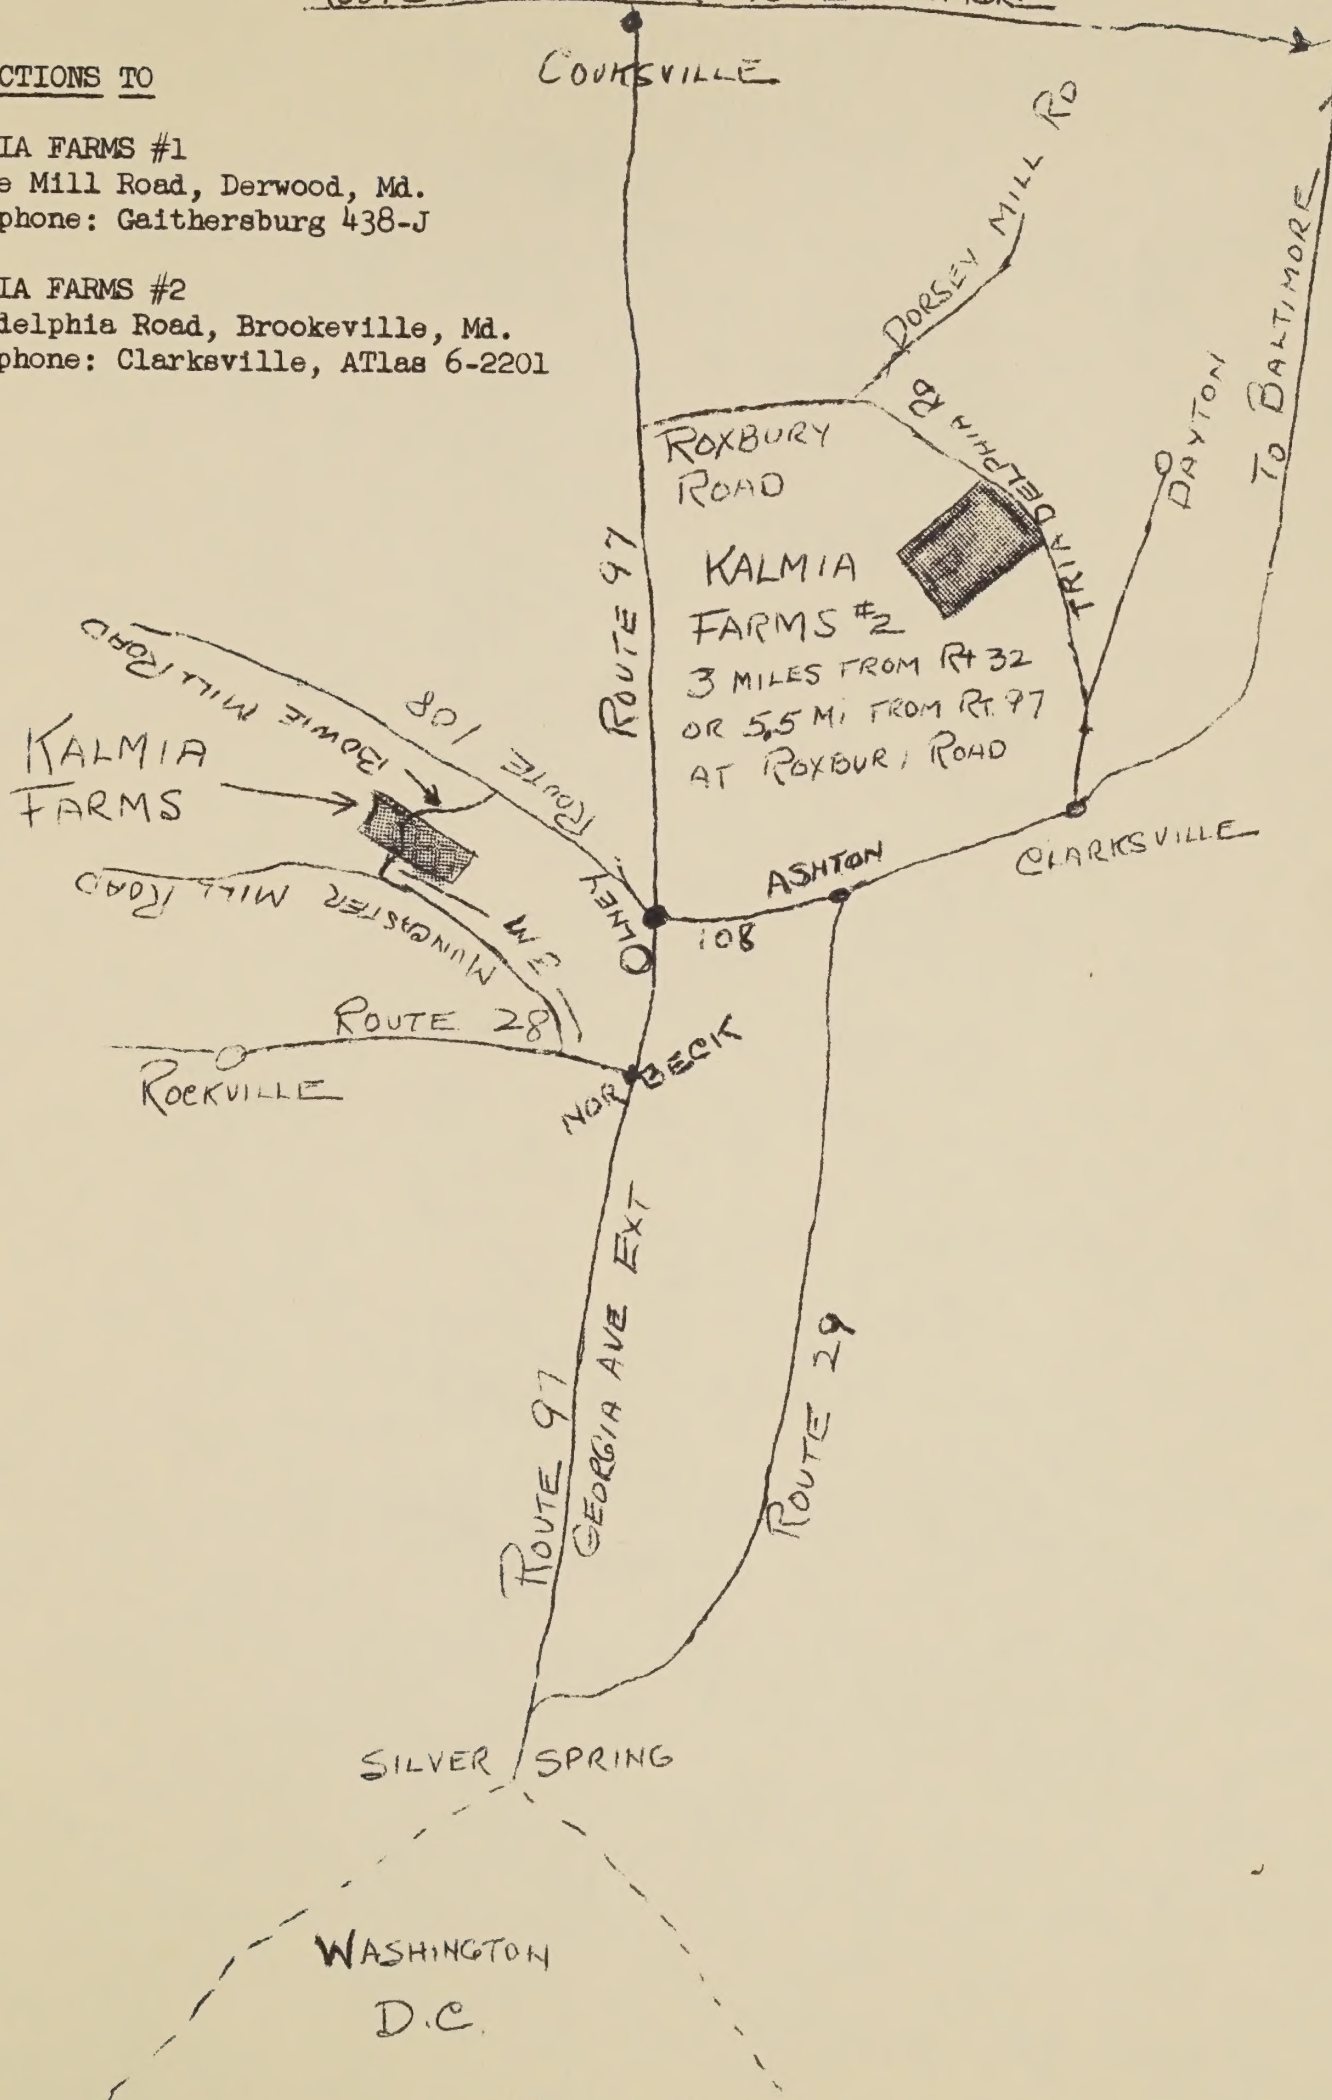 CTIONS TO
IA FARMS #1
e Mill Road, Derwood, Md.
phone: Gaithersburg 438-J
IA FARMS #2
delphia Road, Brookeville, Md.
phone: Clarksville, ATlas 6-2201
COOKSVILLE
DORSEY MILL RD
TO BALTIMORE
DAYTON
TRIADELPHIA RD
ROXBURY
ROAD
ROUTE 97
KALMIA
FARMS #2
3 MILES FROM Rt 32
OR 5.5 Mi FROM RT. 97
AT ROXBURY ROAD
BOWIE MILL ROAD
ROUTE 108
KALMIA
FARMS
MUNCASTER MILL ROAD
3 M
OLNEY
ASHTON
108
CLARKSVILLE
ROUTE 28
ROCKVILLE
NORBECK
ROUTE 97
GEORGIA AVE EXT
ROUTE 29
SILVER SPRING
WASHINGTON
D.C.